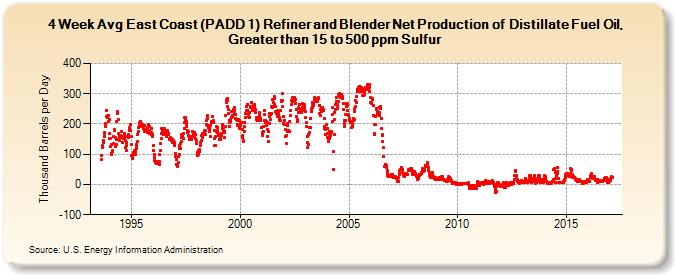 4 Week Avg East Coast (PADD 1) Refiner and Blender Net Production of Distillate Fuel Oil,
Greater than 15 to 500 ppm Sulfur
Thousand Barrels per Day
400
300
200
100
0
-100
1995
2000
2005
2010
2015
Source: U.S. Energy Information Administration